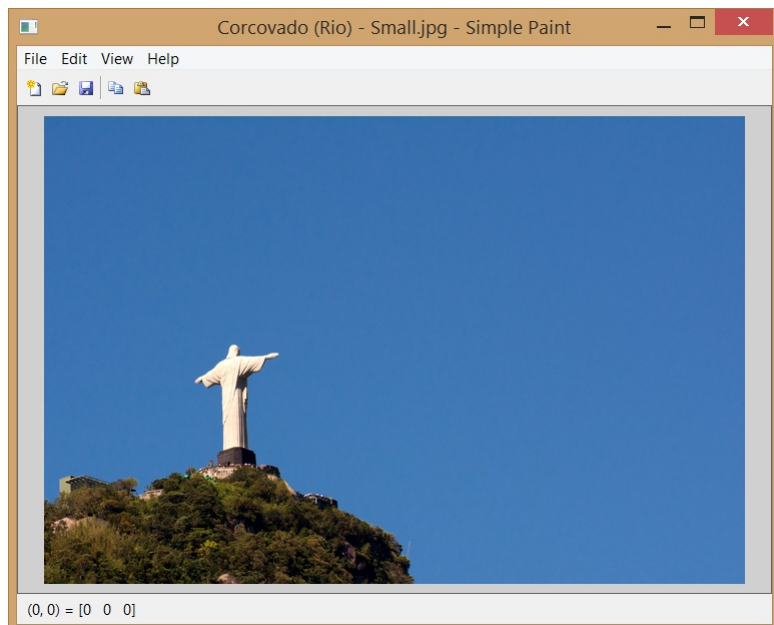 Corcovado (Rio) - Small.jpg - Simple Paint
File Edit View Help
(0, 0) = [0 0 0]